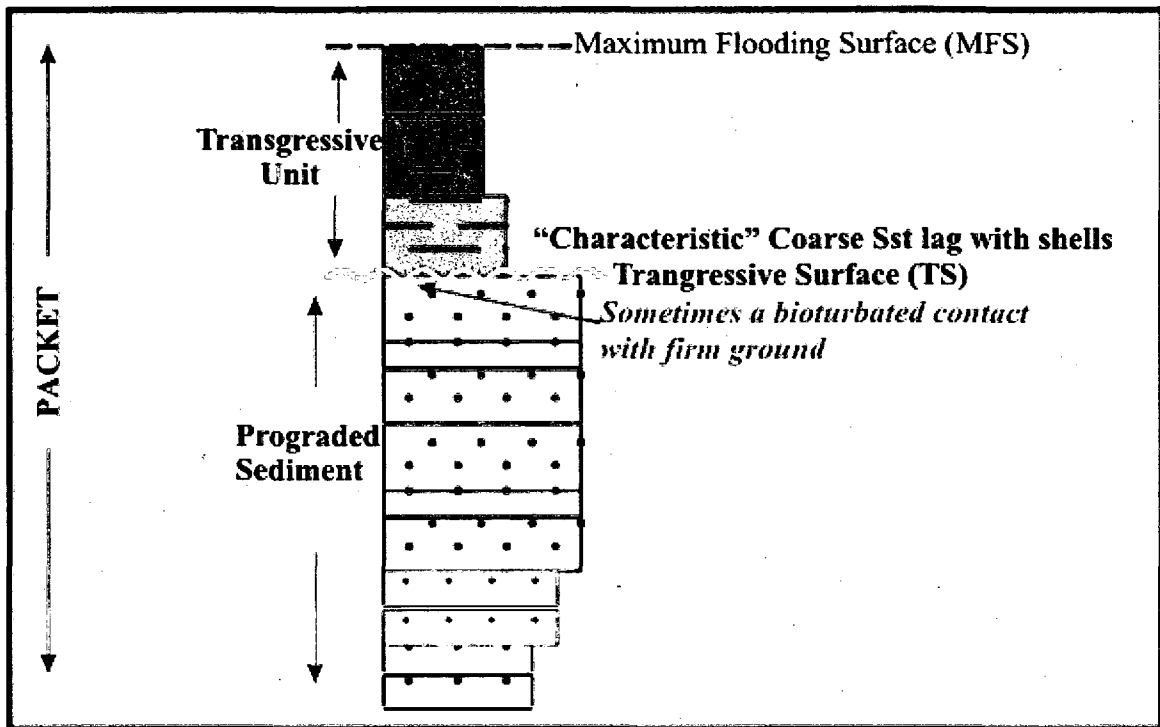 Maximum Flooding Surface (MFS)
Transgressive
Unit
“Characteristic” Coarse Sst lag with shells
Trangressive Surface (TS)
Sometimes a bioturbated contact
with firm ground
PACKET
Prograded
Sediment